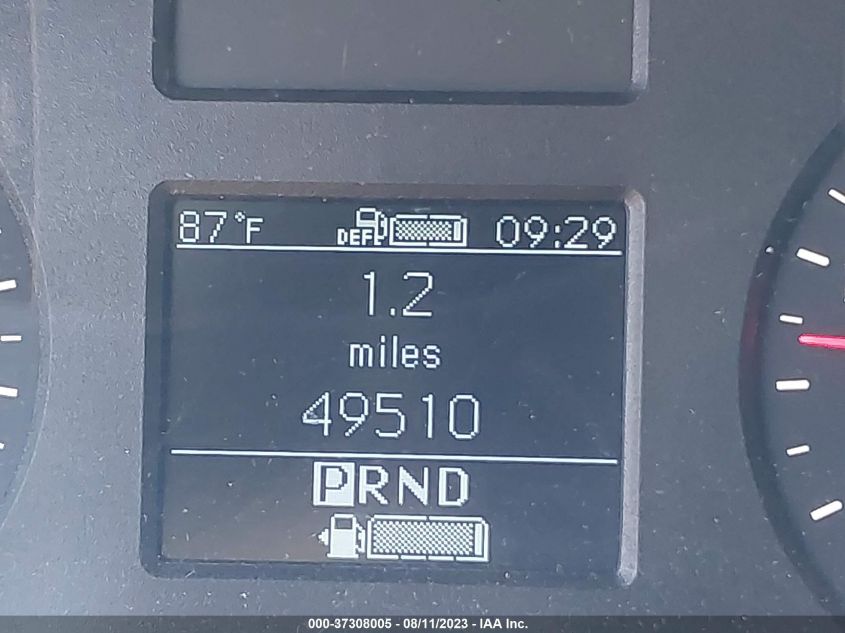 87°F DEF 09:29
1.2
miles
49510
PRND
000-37308005 - 08/11/2023 - IAA Inc.